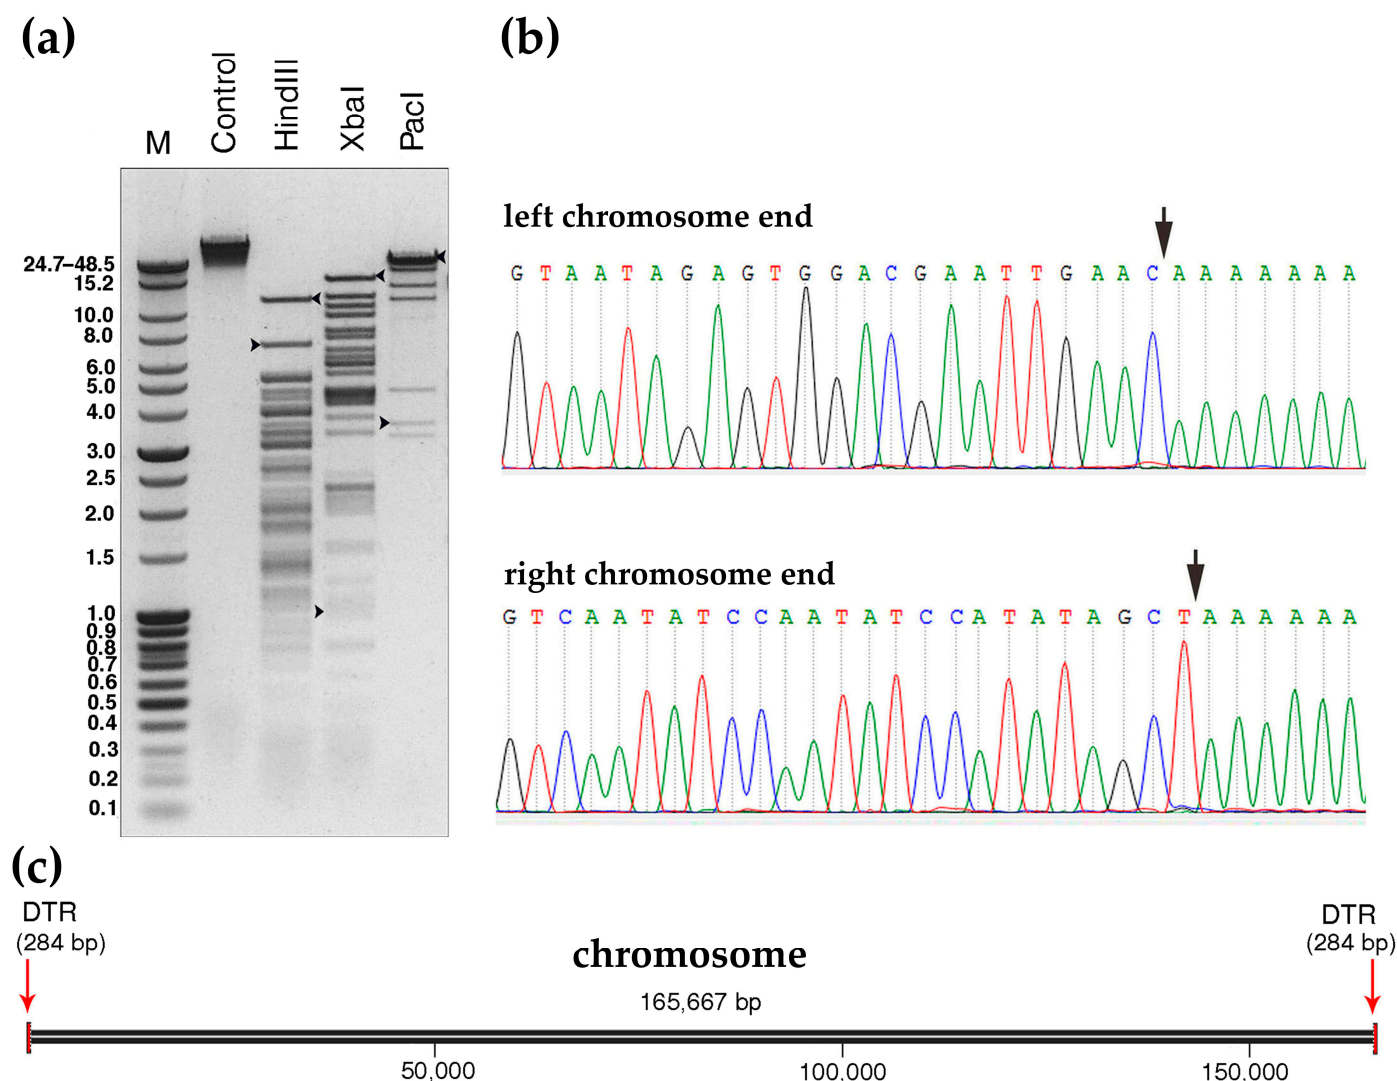 (a)
M
Control
HindIII
XbaI
PacI
24.7–48.5
15.2
10.0
8.0
6.0
5.0
4.0
3.0
2.5
2.0
1.5
1.0
0.9
0.8
0.7
0.6
0.5
0.4
0.3
0.2
0.1
(b)
left chromosome end
G T A A T A G A G T G G A C G A A T T G A A C A A A A A A A
right chromosome end
G T C A A T A T C C A A T A T C C A T A T A G C T A A A A A A
(c)
DTR
(284 bp)
chromosome
165,667 bp
DTR
(284 bp)
50,000
100,000
150,000